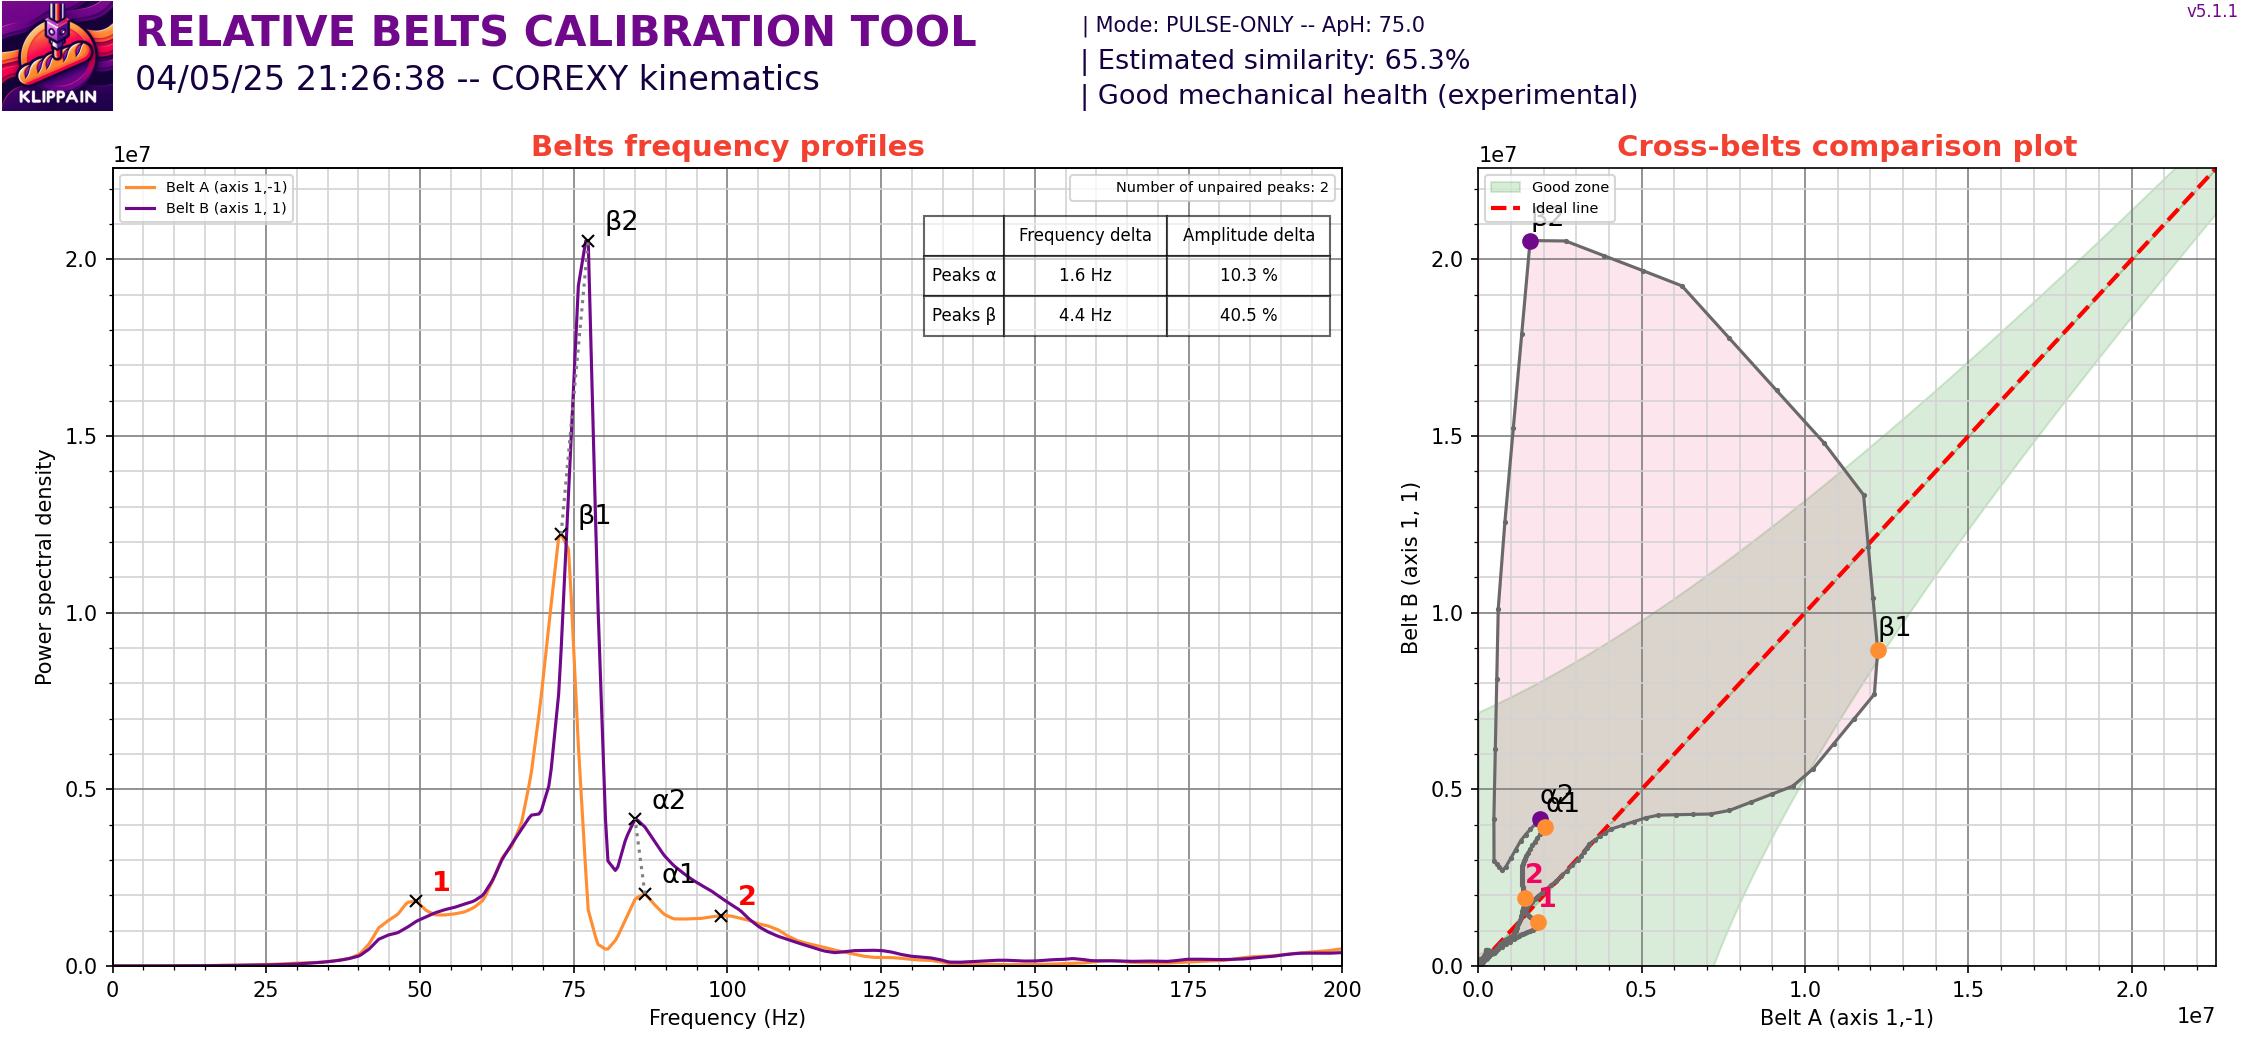 KLIPPAIN
RELATIVE BELTS CALIBRATION TOOL
04/05/25 21:26:38 -- COREXY kinematics
| Mode: PULSE-ONLY -- ApH: 75.0
| Estimated similarity: 65.3%
| Good mechanical health (experimental)
v5.1.1
Belts frequency profiles
1e7
Belt A (axis 1,-1)
Belt B (axis 1, 1)
Number of unpaired peaks: 2
Frequency delta Amplitude delta
Peaks α 1.6 Hz 10.3 %
Peaks β 4.4 Hz 40.5 %
β2
β1
α2
α1
1
2
Power spectral density
2.0
1.5
1.0
0.5
0.0
0 25 50 75 100 125 150 175 200
Frequency (Hz)
Cross-belts comparison plot
1e7
Good zone
Ideal line
β2
β1
α2
α1
2
1
Belt B (axis 1, 1)
2.0
1.5
1.0
0.5
0.0
0.0 0.5 1.0 1.5 2.0
1e7
Belt A (axis 1,-1)